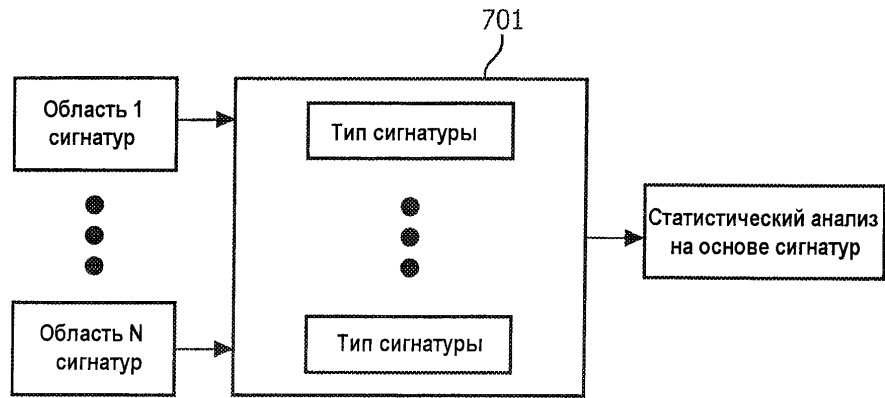 701
Область 1
сигнатур
Тип сигнатуры
Статистический анализ
на основе сигнатур
Область N
сигнатур
Тип сигнатуры